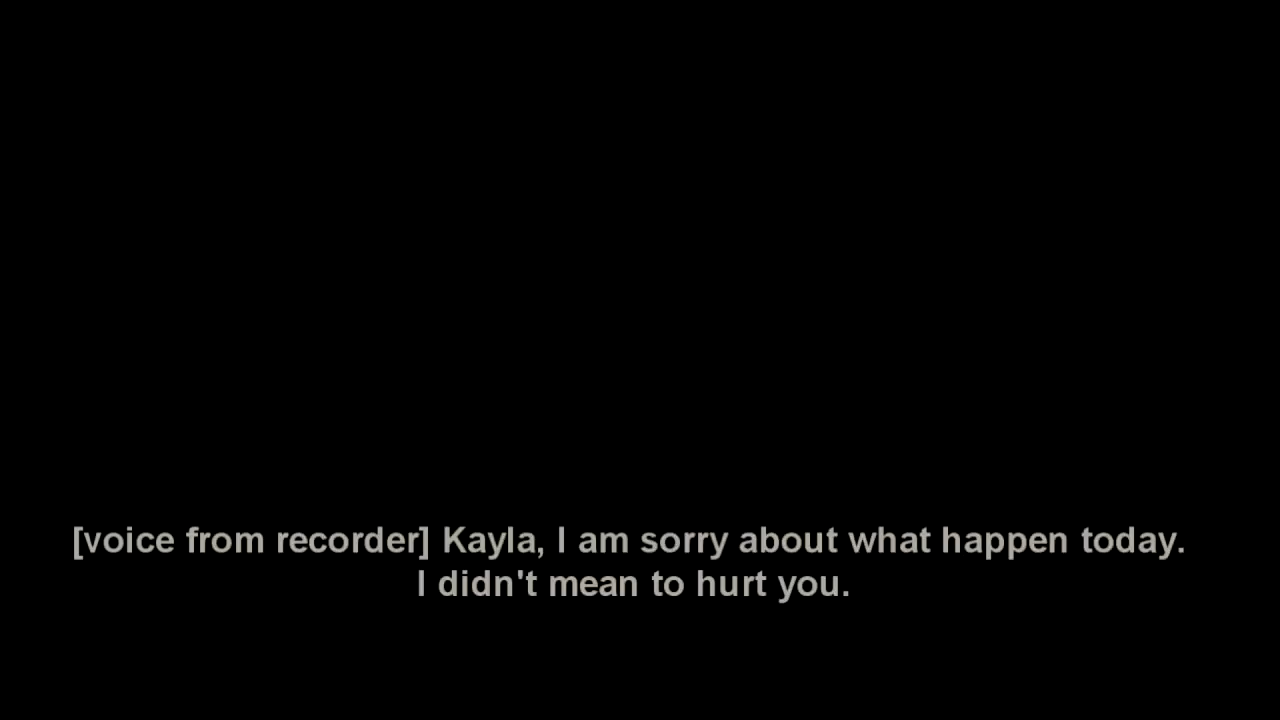 [voice from recorder] Kayla, I am sorry about what happen today.
I didn't mean to hurt you.